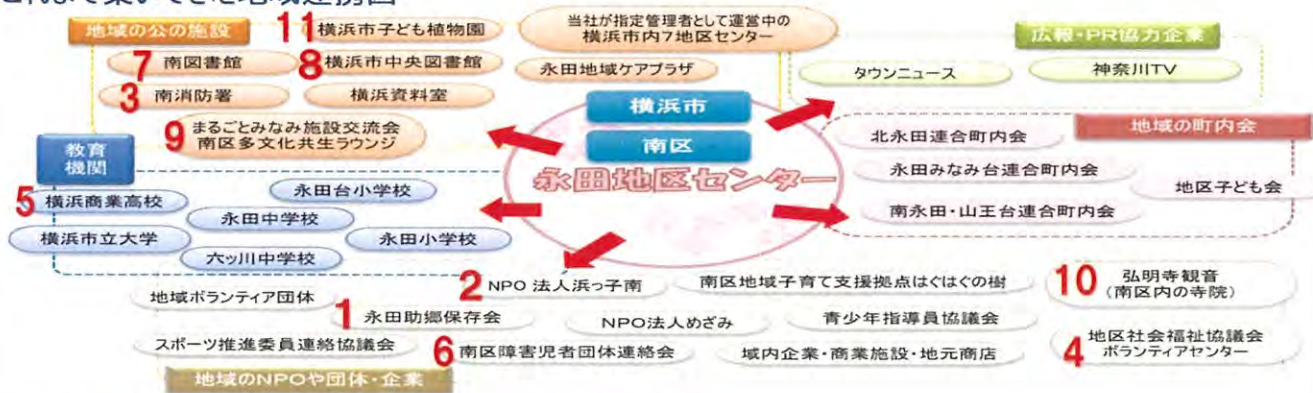 これまで築いてきた地域連携図
地域の公の施設
11 横浜市子ども植物園
当社が指定管理者として運営中の
横浜市内7地区センター
広報・PR協力企業
7 南図書館
8 横浜市中央図書館
永田地域ケアプラザ
タウンニュース
神奈川TV
3 南消防署
横浜資料室
横浜市
9 まるごとみなみ施設交流会
南区多文化共生ラウンジ
南区
永田地区センター
北永田連合町内会
地域の町内会
教育
機関
永田みなみ台連合町内会
地区子ども会
南永田・山王台連合町内会
5 横浜商業高校
永田台小学校
永田中学校
横浜市立大学
永田小学校
六ッ川中学校
地域ボランティア団体
2 NPO 法人浜っ子南
南区地域子育て支援拠点はぐはぐの樹
10 弘明寺観音
(南区内の寺院)
1 永田助郷保存会
NPO法人めざみ
青少年指導員協議会
スポーツ推進委員連絡協議会
6 南区障害児者団体連絡会
域内企業・商業施設・地元商店
4 地区社会福祉協議会
ボランティアセンター
地域のNPOや団体・企業